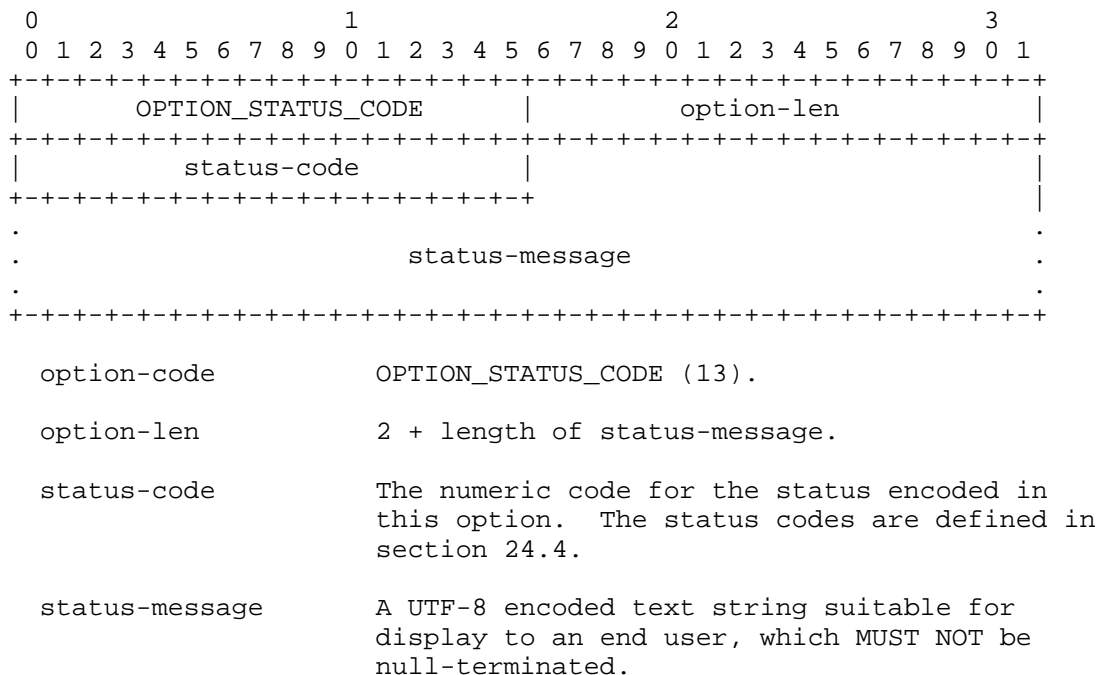 0                   1                   2                   3
 0 1 2 3 4 5 6 7 8 9 0 1 2 3 4 5 6 7 8 9 0 1 2 3 4 5 6 7 8 9 0 1
+-+-+-+-+-+-+-+-+-+-+-+-+-+-+-+-+-+-+-+-+-+-+-+-+-+-+-+-+-+-+-+-+
|       OPTION_STATUS_CODE      |         option-len            |
+-+-+-+-+-+-+-+-+-+-+-+-+-+-+-+-+-+-+-+-+-+-+-+-+-+-+-+-+-+-+-+-+
|          status-code          |                               |
+-+-+-+-+-+-+-+-+-+-+-+-+-+-+-+-+                               |
.                                                               .
.                        status-message                         .
.                                                               .
+-+-+-+-+-+-+-+-+-+-+-+-+-+-+-+-+-+-+-+-+-+-+-+-+-+-+-+-+-+-+-+-+

  option-code          OPTION_STATUS_CODE (13).

  option-len           2 + length of status-message.

  status-code          The numeric code for the status encoded in
                       this option.  The status codes are defined in
                       section 24.4.

  status-message       A UTF-8 encoded text string suitable for
                       display to an end user, which MUST NOT be
                       null-terminated.